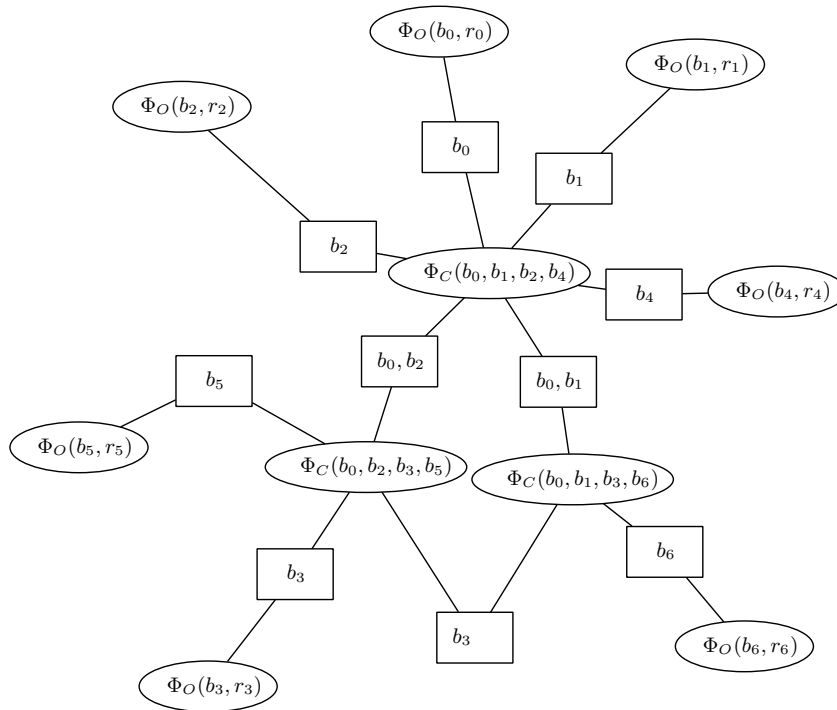 Φ_O(b_0, r_0)
Φ_O(b_1, r_1)
Φ_O(b_2, r_2)
b_0
b_1
b_2
Φ_C(b_0, b_1, b_2, b_4)
b_4
Φ_O(b_4, r_4)
b_0, b_2
b_0, b_1
b_5
Φ_O(b_5, r_5)
Φ_C(b_0, b_2, b_3, b_5)
Φ_C(b_0, b_1, b_3, b_6)
b_6
b_3
b_3
Φ_O(b_6, r_6)
Φ_O(b_3, r_3)